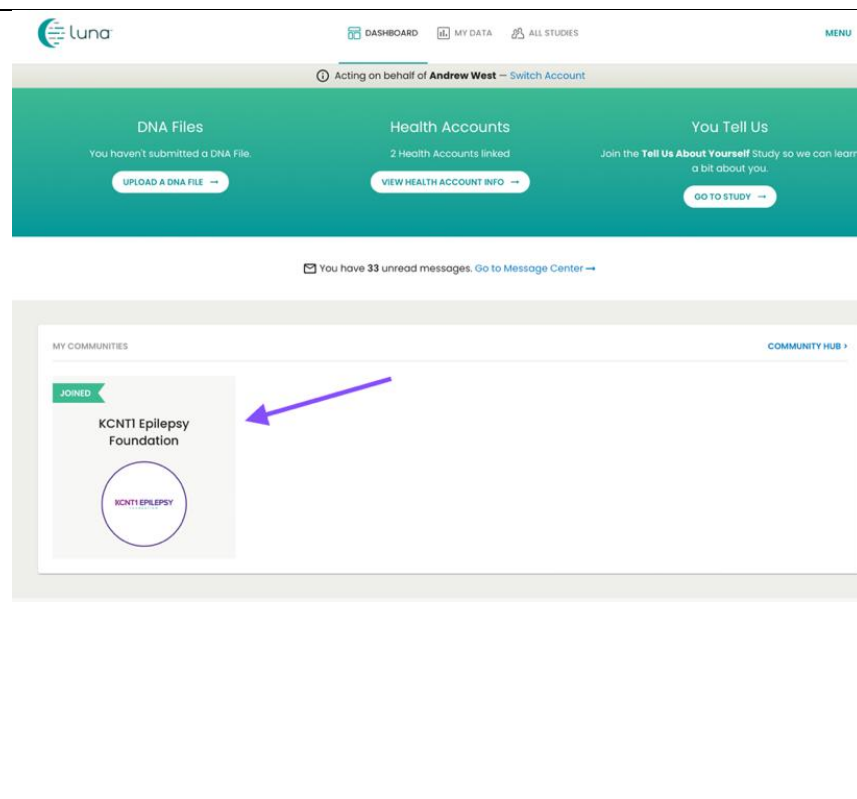 luna
DASHBOARD MY DATA ALL STUDIES MENU
Acting on behalf of Andrew West — Switch Account
DNA Files
You haven't submitted a DNA File.
UPLOAD A DNA FILE →
Health Accounts
2 Health Accounts linked
VIEW HEALTH ACCOUNT INFO →
You Tell Us
Join the Tell Us About Yourself Study so we can learn
a bit about you.
GO TO STUDY →
You have 33 unread messages. Go to Message Center →
MY COMMUNITIES
COMMUNITY HUB >
JOINED
KCNT1 Epilepsy
Foundation
KCNT1 EPILEPSY
FOUNDATION